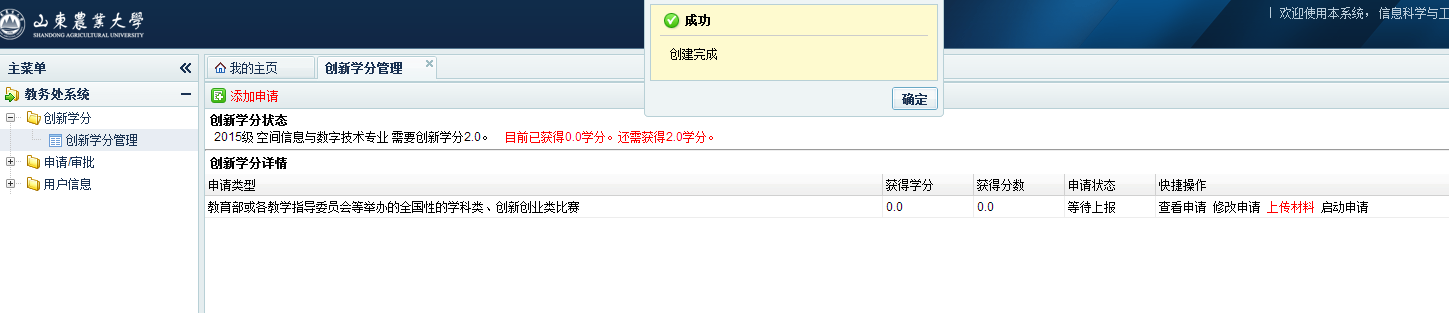 山東農業大學
SHANDONG AGRICULTURAL UNIVERSITY
| 欢迎使用本系统， 信息科学与工
成功
创建完成
确定
主菜单
教务处系统
创新学分
创新学分管理
申请/审批
用户信息
我的主页
创新学分管理
添加申请
创新学分状态
2015级 空间信息与数字技术专业 需要创新学分2.0。 目前已获得0.0学分。还需获得2.0学分。
创新学分详情
申请类型 获得学分 获得分数 申请状态 快捷操作
教育部或各教学指导委员会等举办的全国性的学科类、创新创业类比赛 0.0 0.0 等待上报 查看申请 修改申请 上传材料 启动申请